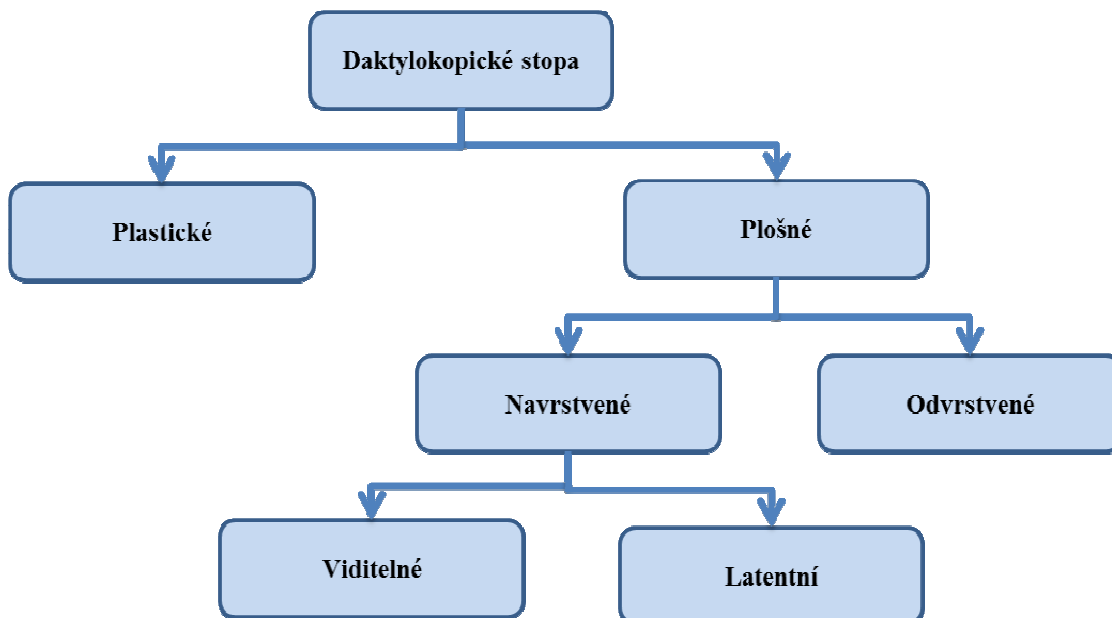 Daktylokopické stopa
Plastické
Plošné
Navrstvené
Odvrstvené
Viditelné
Latentní